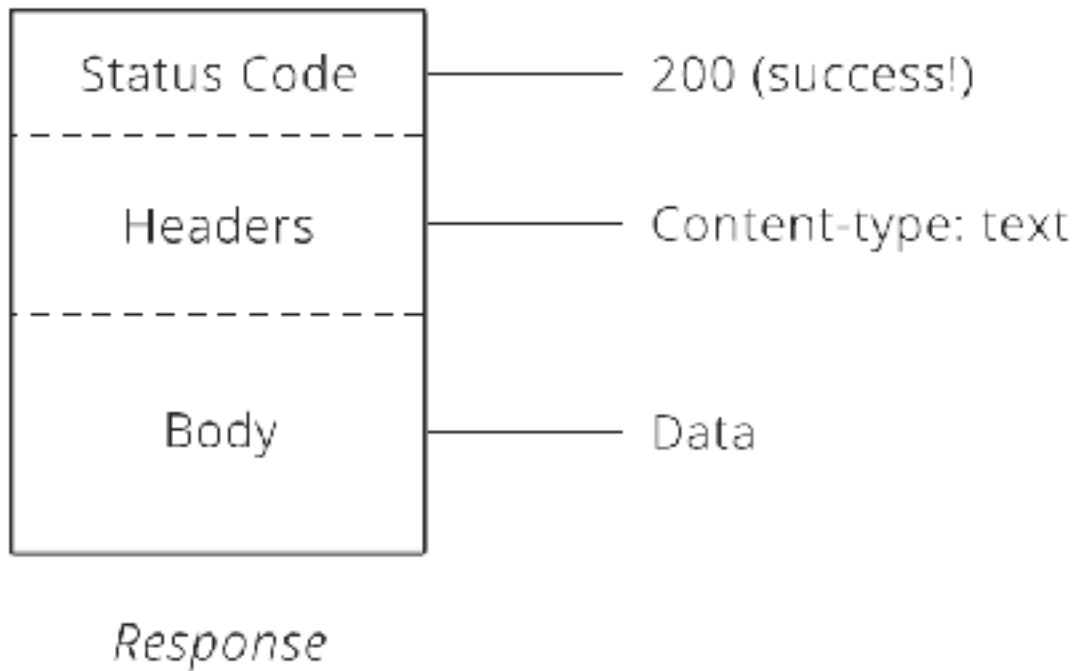 Status Code
200 (success!)
Headers
Content-type: text
Body
Data
Response